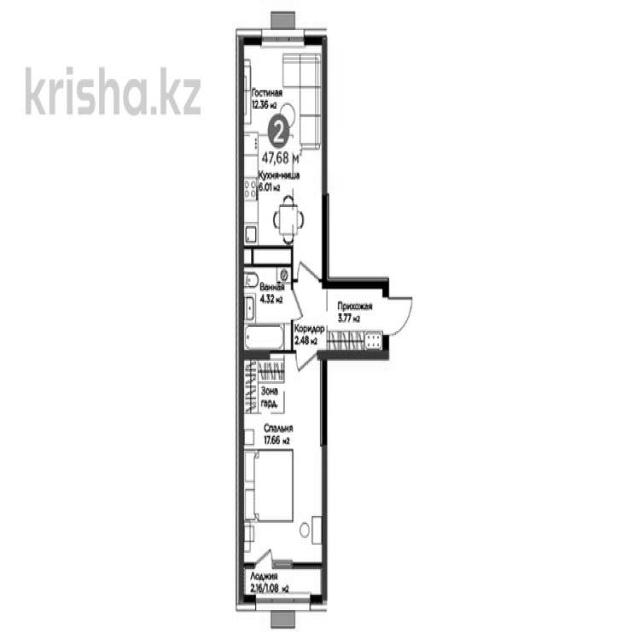 krisha.kz
Гостиная
12.36 м2
2
47,68 м
Кухня-ниша
6.01 м2
Ванная
4.32 м2
Прихожая
3.77 м2
Коридор
2.48 м2
Зона
гард.
Спальня
17.66 м2
Лоджия
2.16/1.08 м2